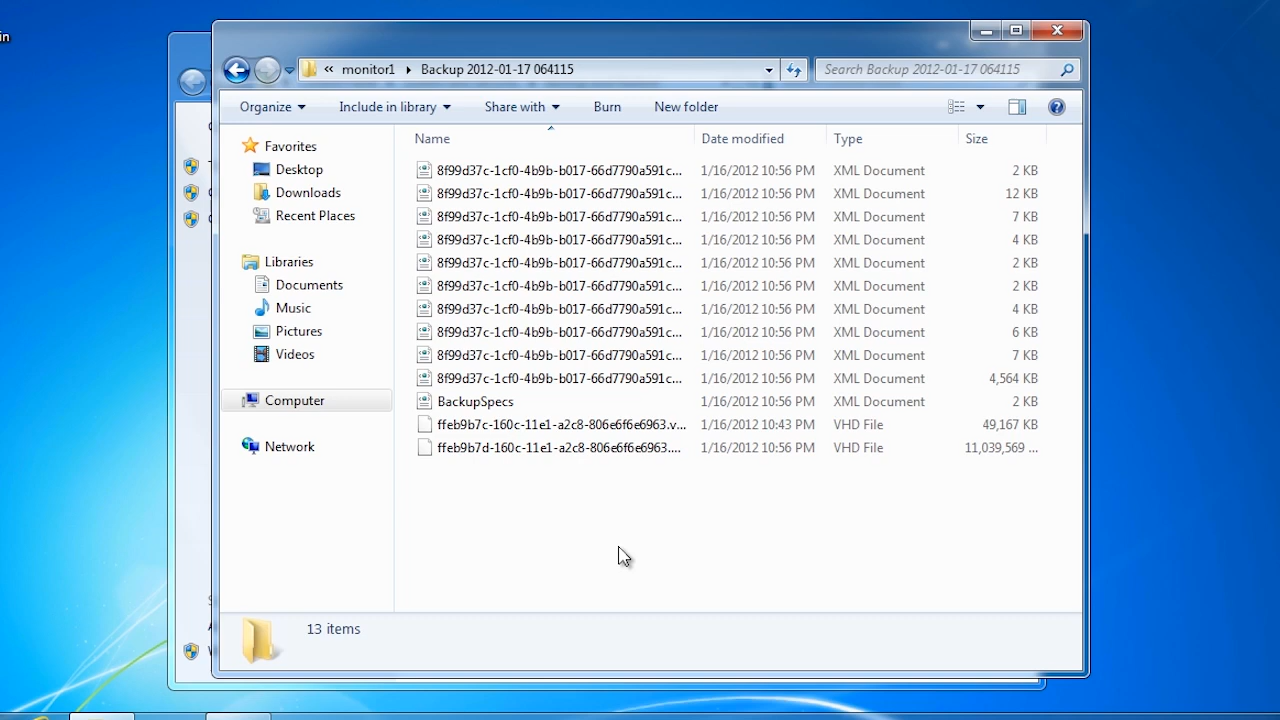 in
« monitor1 ▸ Backup 2012-01-17 064115
Search Backup 2012-01-17 064115
Organize Include in library Share with Burn New folder
Favorites
Desktop
Downloads
Recent Places
Libraries
Documents
Music
Pictures
Videos
Computer
Network
Name Date modified Type Size
8f99d37c-1cf0-4b9b-b017-66d7790a591c... 1/16/2012 10:56 PM XML Document 2 KB
8f99d37c-1cf0-4b9b-b017-66d7790a591c... 1/16/2012 10:56 PM XML Document 12 KB
8f99d37c-1cf0-4b9b-b017-66d7790a591c... 1/16/2012 10:56 PM XML Document 7 KB
8f99d37c-1cf0-4b9b-b017-66d7790a591c... 1/16/2012 10:56 PM XML Document 4 KB
8f99d37c-1cf0-4b9b-b017-66d7790a591c... 1/16/2012 10:56 PM XML Document 2 KB
8f99d37c-1cf0-4b9b-b017-66d7790a591c... 1/16/2012 10:56 PM XML Document 2 KB
8f99d37c-1cf0-4b9b-b017-66d7790a591c... 1/16/2012 10:56 PM XML Document 4 KB
8f99d37c-1cf0-4b9b-b017-66d7790a591c... 1/16/2012 10:56 PM XML Document 6 KB
8f99d37c-1cf0-4b9b-b017-66d7790a591c... 1/16/2012 10:56 PM XML Document 7 KB
8f99d37c-1cf0-4b9b-b017-66d7790a591c... 1/16/2012 10:56 PM XML Document 4,564 KB
BackupSpecs 1/16/2012 10:56 PM XML Document 2 KB
ffeb9b7c-160c-11e1-a2c8-806e6f6e6963.v... 1/16/2012 10:43 PM VHD File 49,167 KB
ffeb9b7d-160c-11e1-a2c8-806e6f6e6963.... 1/16/2012 10:56 PM VHD File 11,039,569 ...
13 items